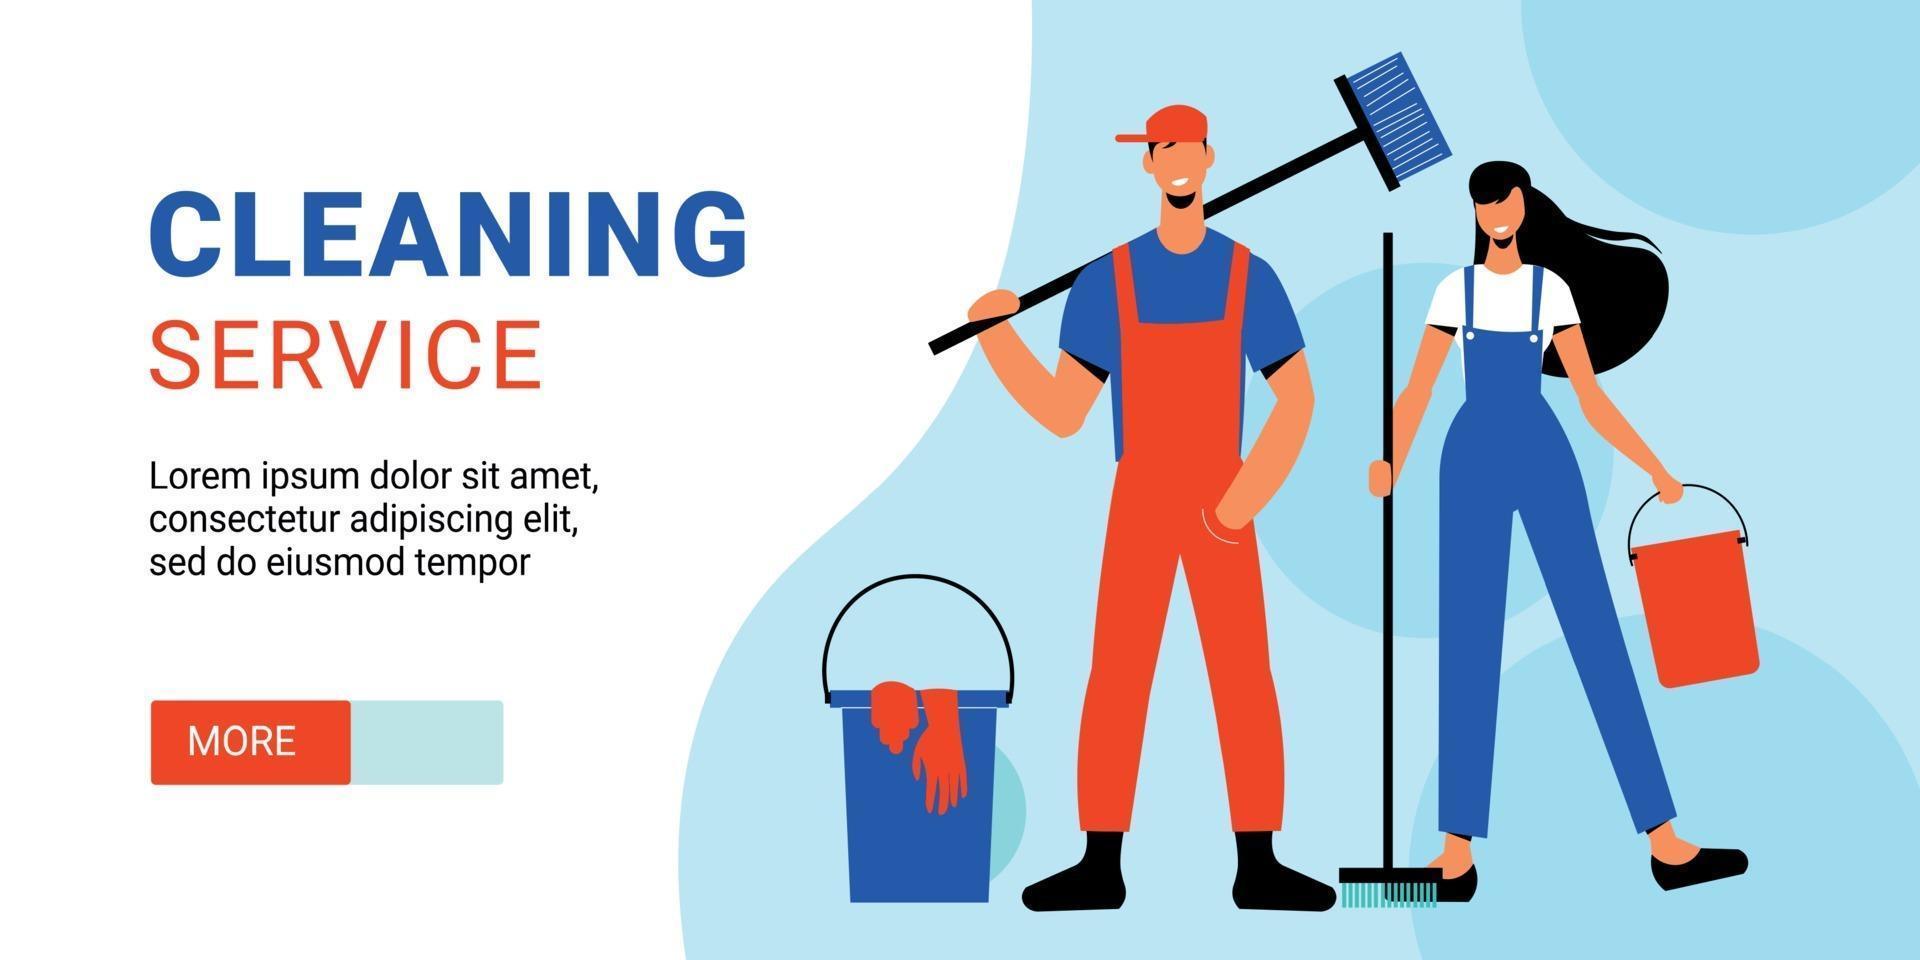 CLEANING
SERVICE
Lorem ipsum dolor sit amet,
consectetur adipiscing elit,
sed do eiusmod tempor
MORE